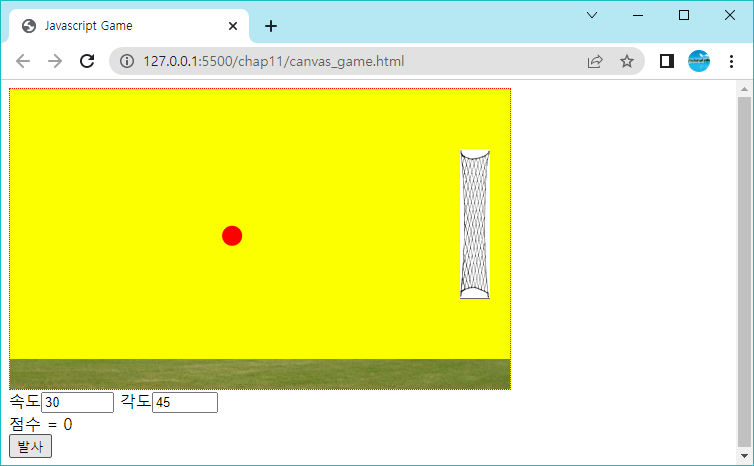 Javascript Game
127.0.0.1:5500/chap11/canvas_game.html
속도 30 각도 45
점수 = 0
발사